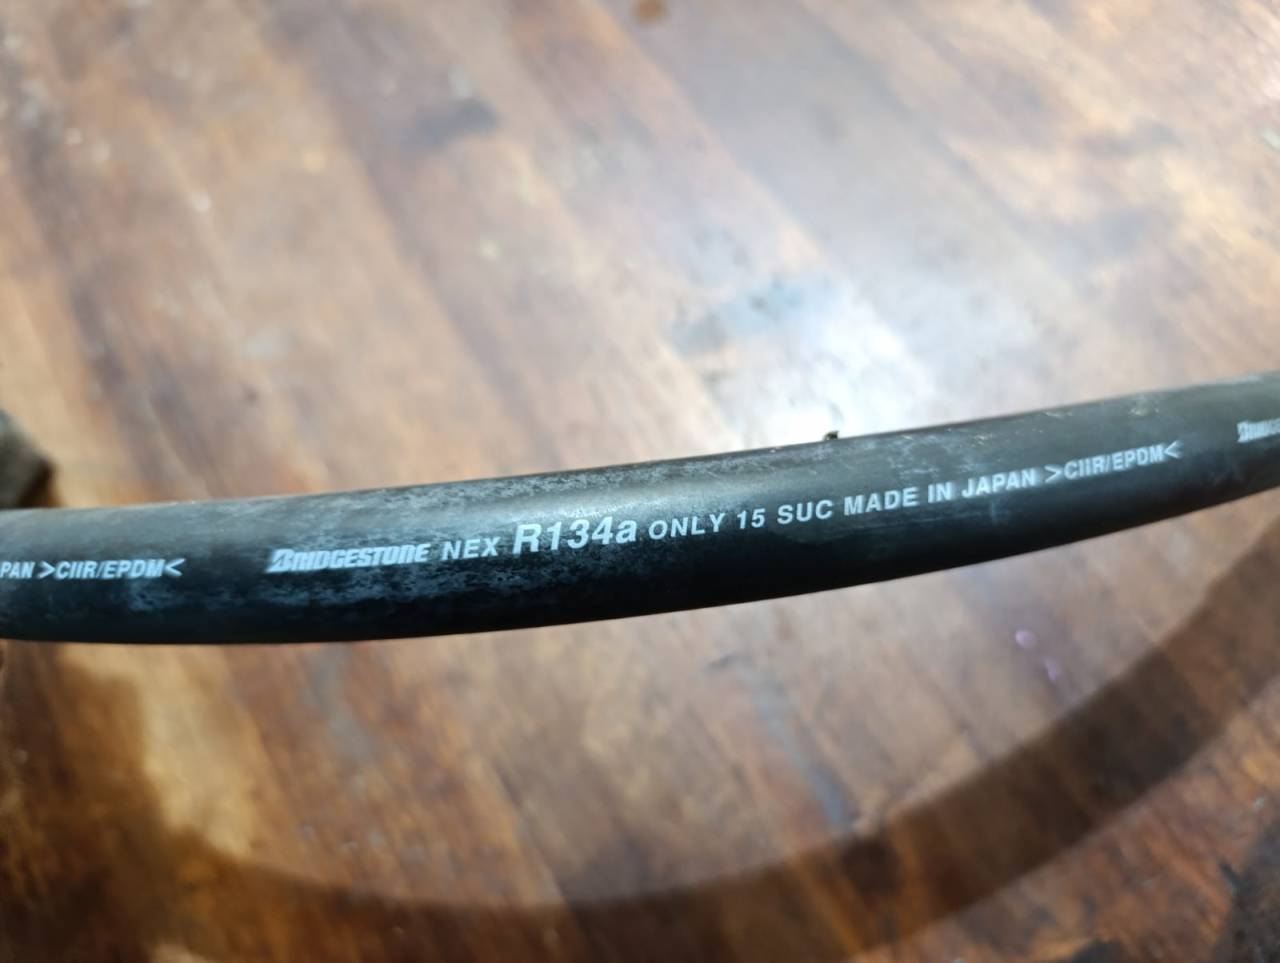 PAN >CIIR/EPDM< BRIDGESTONE NEX R134a ONLY 15 SUC MADE IN JAPAN >CIIR/EPDM<